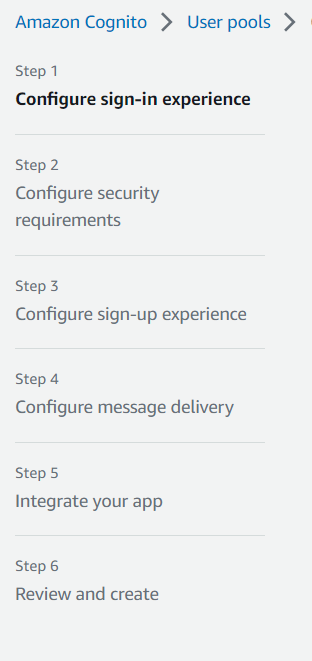 Amazon Cognito > User pools >
Step 1
Configure sign-in experience
Step 2
Configure security
requirements
Step 3
Configure sign-up experience
Step 4
Configure message delivery
Step 5
Integrate your app
Step 6
Review and create